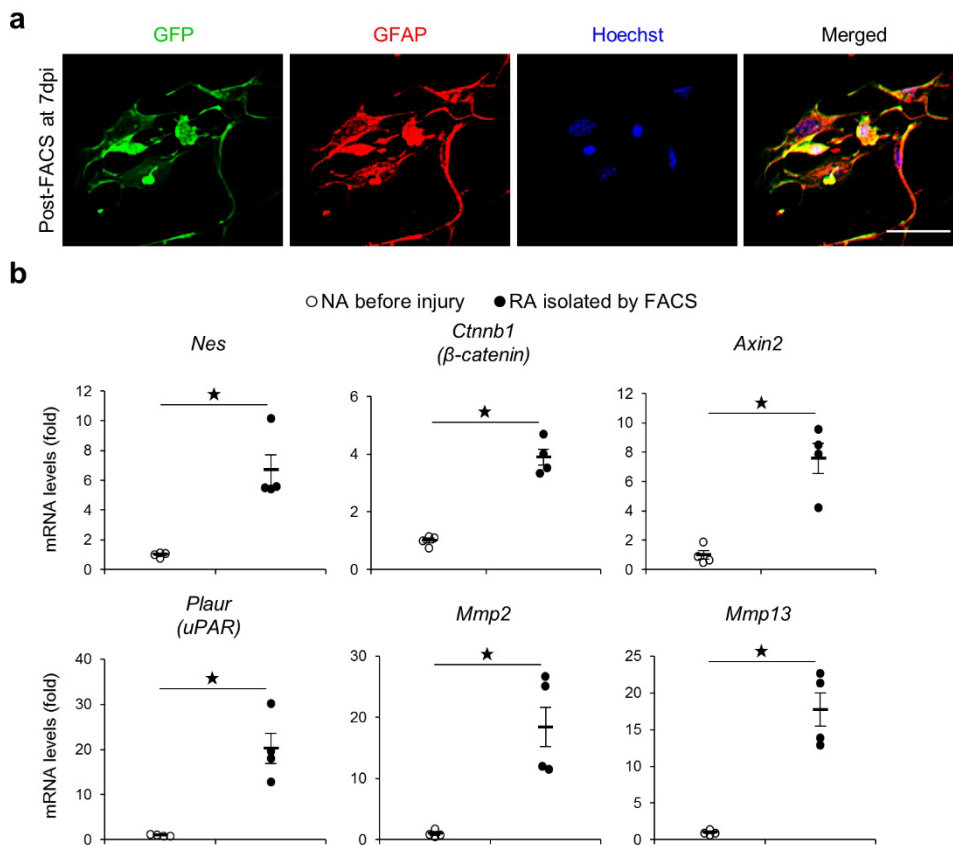 a
GFP GFAP Hoechst Merged
Post-FACS at 7dpi
b
NA before injury RA isolated by FACS
Nes Ctnnb1 Axin2
(β-catenin)
mRNA levels (fold)
12 6 12
10 10
8 4 8
6 6
4 2 4
2 2
0 0 0
Plaur Mmp2 Mmp13
(uPAR)
mRNA levels (fold)
40 30 25
30 20 20
20 15
10 10 10
5
0 0 0